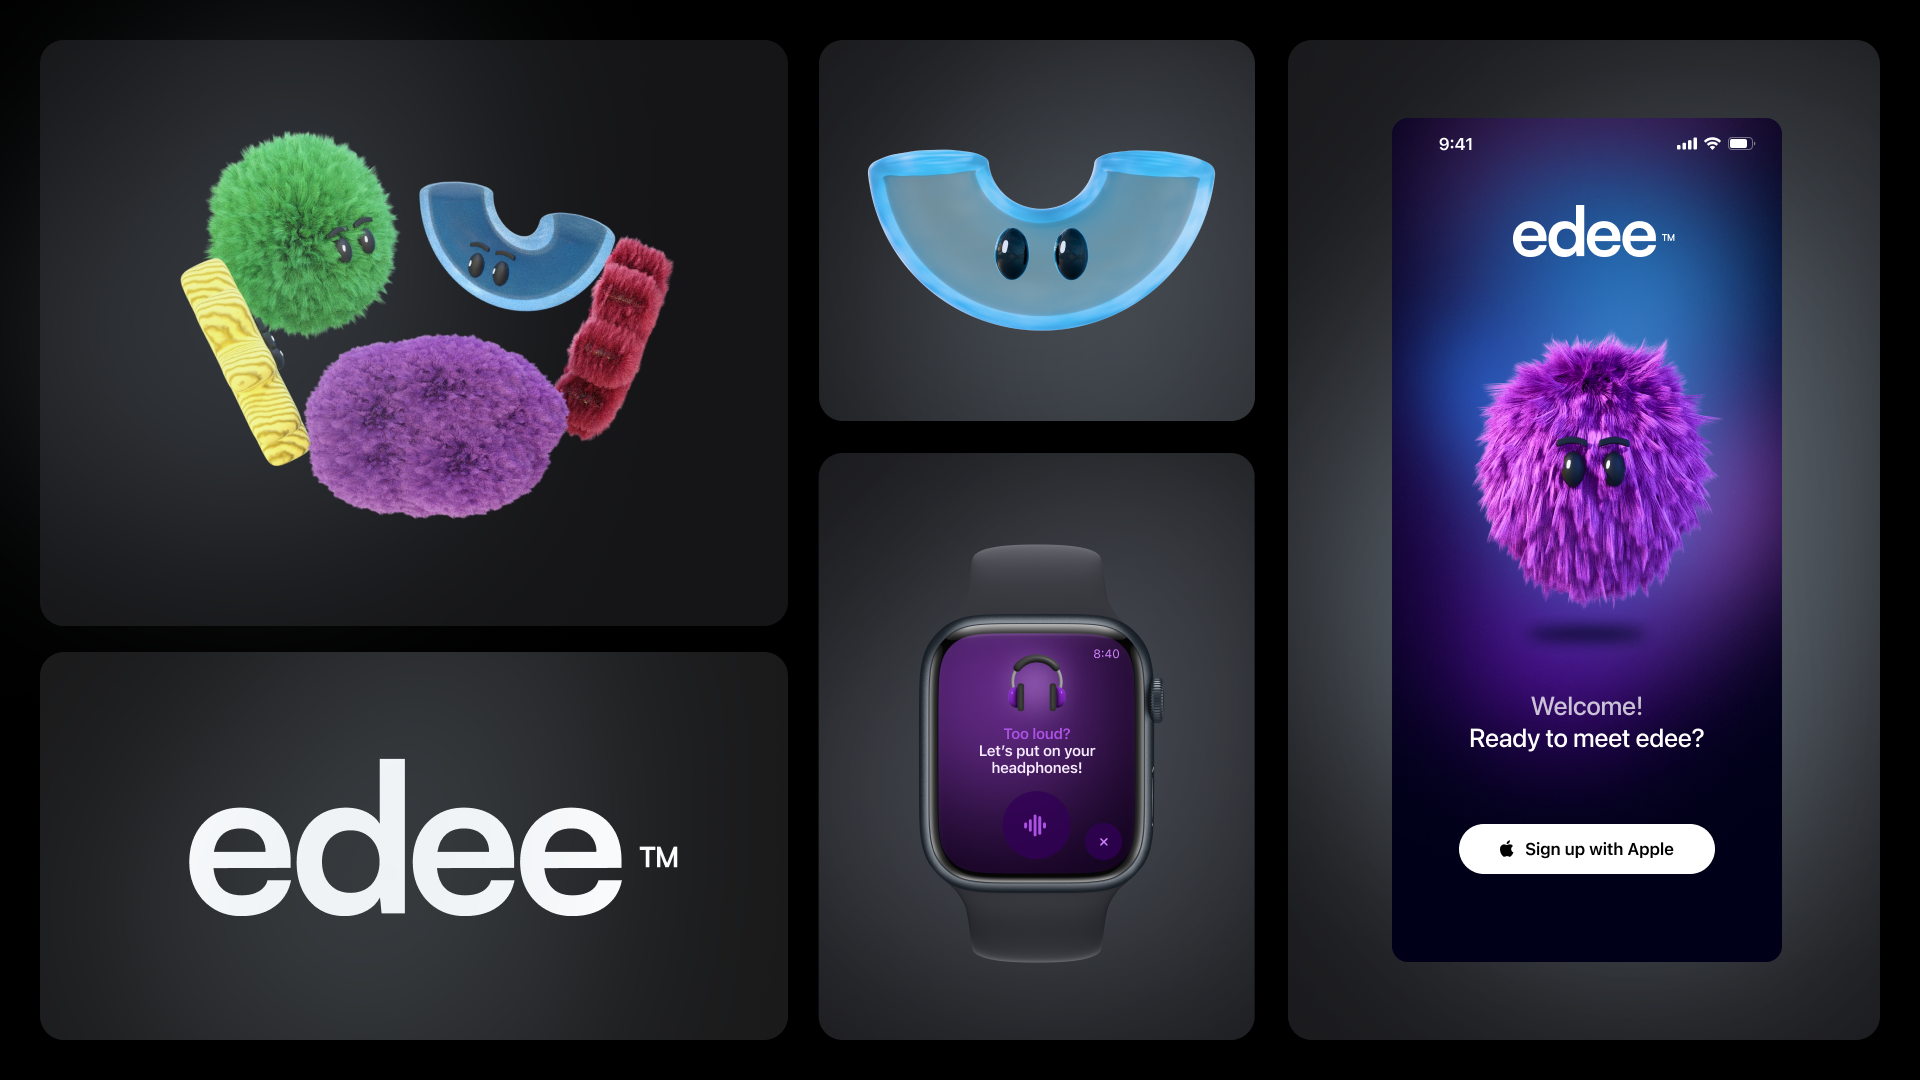 edee™
8:40
Too loud?
Let's put on your
headphones!
9:41
edee™
Welcome!
Ready to meet edee?
Sign up with Apple